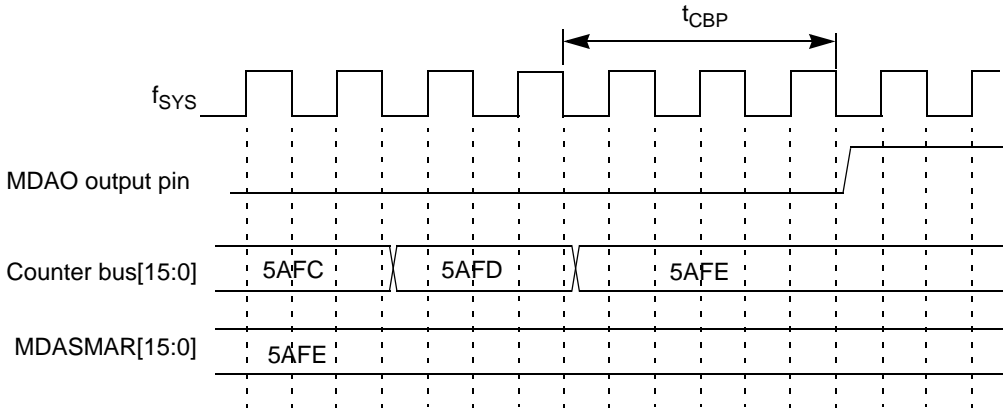 tCBP
fSYS
MDAO output pin
Counter bus[15:0]
5AFC
5AFD
5AFE
MDASMAR[15:0]
5AFE